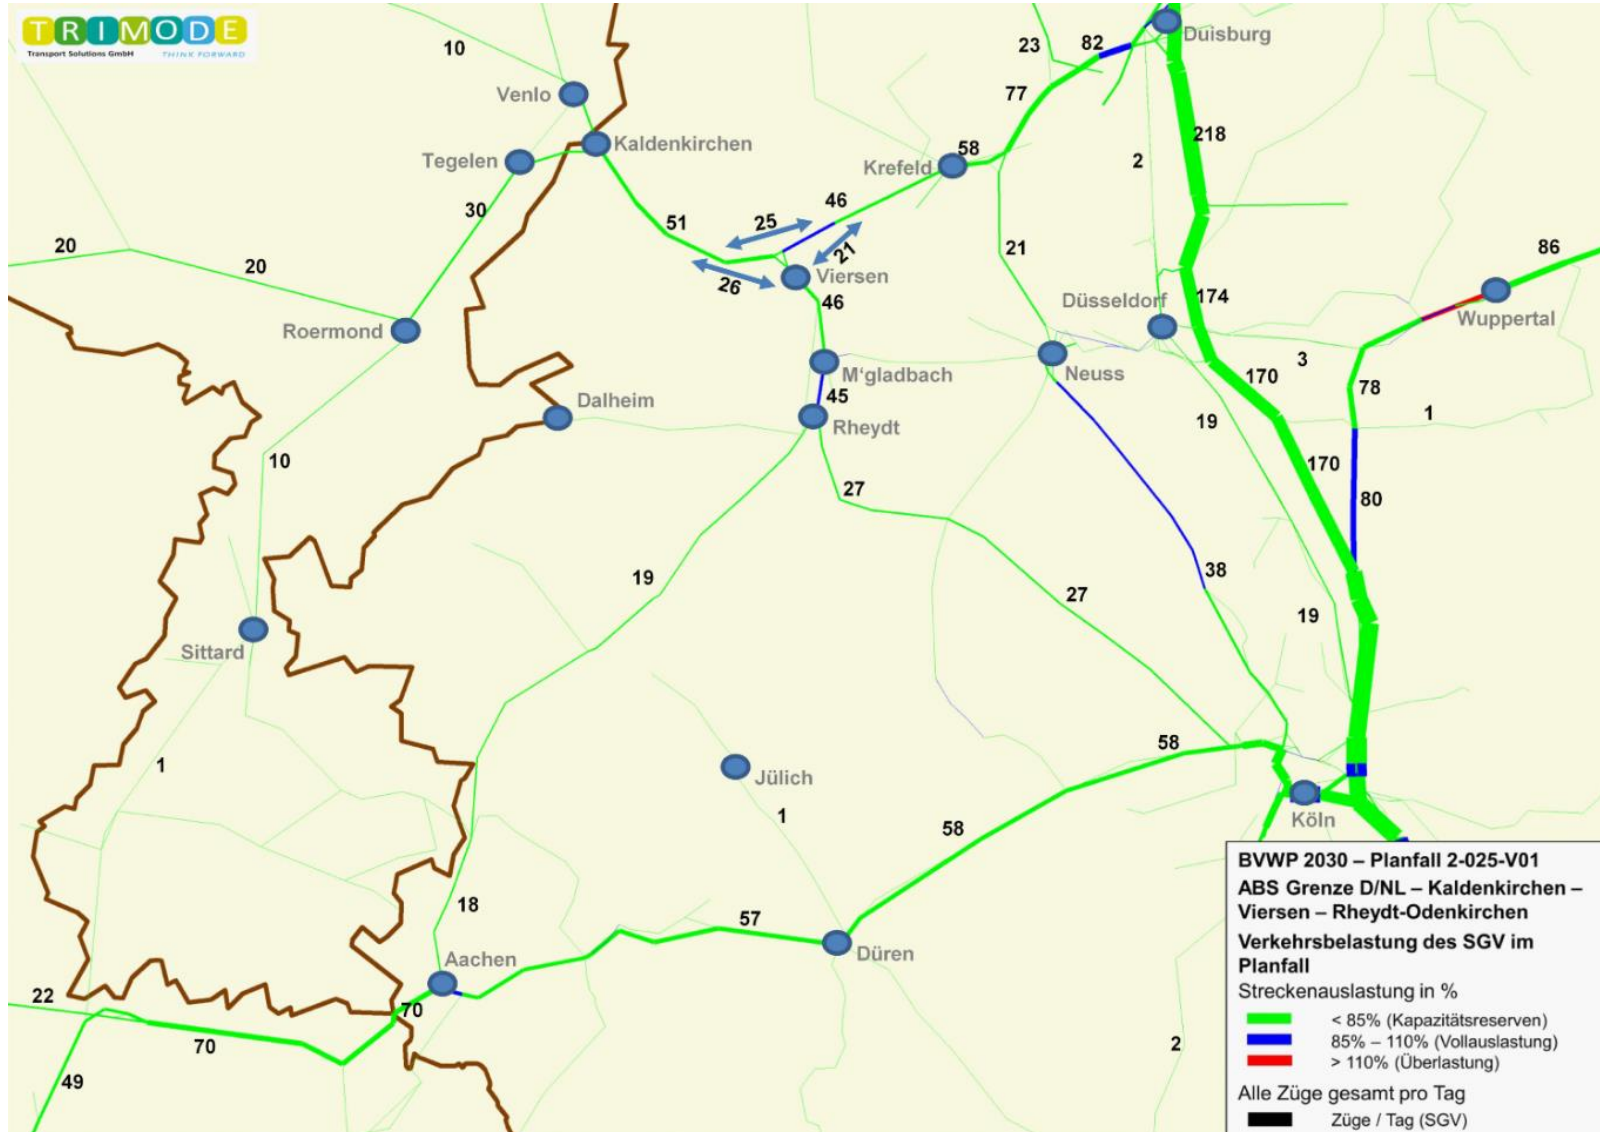 TRIMODE
Transport Solutions GmbH THINK FORWARD
10
23
82
Duisburg
Venlo
77
218
Kaldenkirchen
58
Tegelen
Krefeld
2
30
46
25
51
21
20
20
21
86
26
Viersen
46
Düsseldorf
174
Roermond
Wuppertal
3
M'gladbach
Neuss
170
78
45
Dalheim
Rheydt
19
1
10
170
27
80
19
38
27
19
Sittard
58
1
Jülich
1
Köln
58
BVWP 2030 – Planfall 2-025-V01
ABS Grenze D/NL – Kaldenkirchen –
Viersen – Rheydt-Odenkirchen
Verkehrsbelastung des SGV im
Planfall
Streckenauslastung in %
< 85% (Kapazitätsreserven)
85% – 110% (Vollauslastung)
> 110% (Überlastung)
Alle Züge gesamt pro Tag
Züge / Tag (SGV)
18
57
Düren
Aachen
22
70
70
2
49